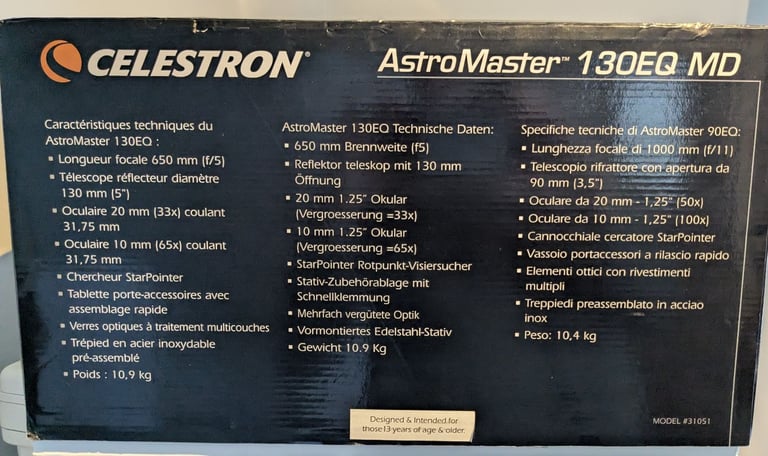 CELESTRON®
AstroMaster™ 130EQ MD
Caractéristiques techniques du
AstroMaster 130EQ :
▪ Longueur focale 650 mm (f/5)
▪ Télescope réflecteur diamètre
130 mm (5")
▪ Oculaire 20 mm (33x) coulant
31,75 mm
▪ Oculaire 10 mm (65x) coulant
31,75 mm
▪ Chercheur StarPointer
▪ Tablette porte-accessoires avec
assemblage rapide
▪ Verres optiques à traitement multicouches
▪ Trépied en acier inoxydable
pré-assemblé
▪ Poids : 10,9 kg
AstroMaster 130EQ Technische Daten:
▪ 650 mm Brennweite (f5)
▪ Reflektor teleskop mit 130 mm
Öffnung
▪ 20 mm 1.25" Okular
(Vergroesserung =33x)
▪ 10 mm 1.25" Okular
(Vergroesserung =65x)
▪ StarPointer Rotpunkt-Visiersucher
▪ Stativ-Zubehörablage mit
Schnellklemmung
▪ Mehrfach vergütete Optik
▪ Vormontiertes Edelstahl-Stativ
▪ Gewicht 10.9 Kg
Specifiche tecniche di AstroMaster 90EQ:
▪ Lunghezza focale di 1000 mm (f/11)
▪ Telescopio rifrattore con apertura da
90 mm (3,5")
▪ Oculare da 20 mm - 1,25" (50x)
▪ Oculare da 10 mm - 1,25" (100x)
▪ Cannocchiale cercatore StarPointer
▪ Vassoio portaccessori a rilascio rapido
▪ Elementi ottici con rivestimenti
multipli
▪ Treppiedi preassemblato in acciao
inox
▪ Peso: 10,4 kg
Designed & Intended for
those 13 years of age & older.
MODEL #31051